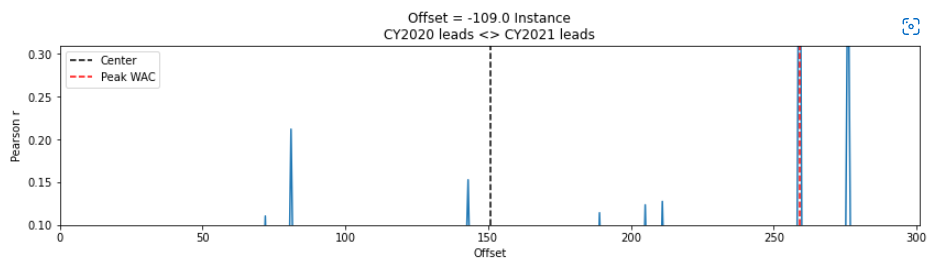 Offset = -109.0 Instance
CY2020 leads <> CY2021 leads
Center
Peak WAC
Pearson r
0.30
0.25
0.20
0.15
0.10
0
50
100
150
200
250
300
Offset